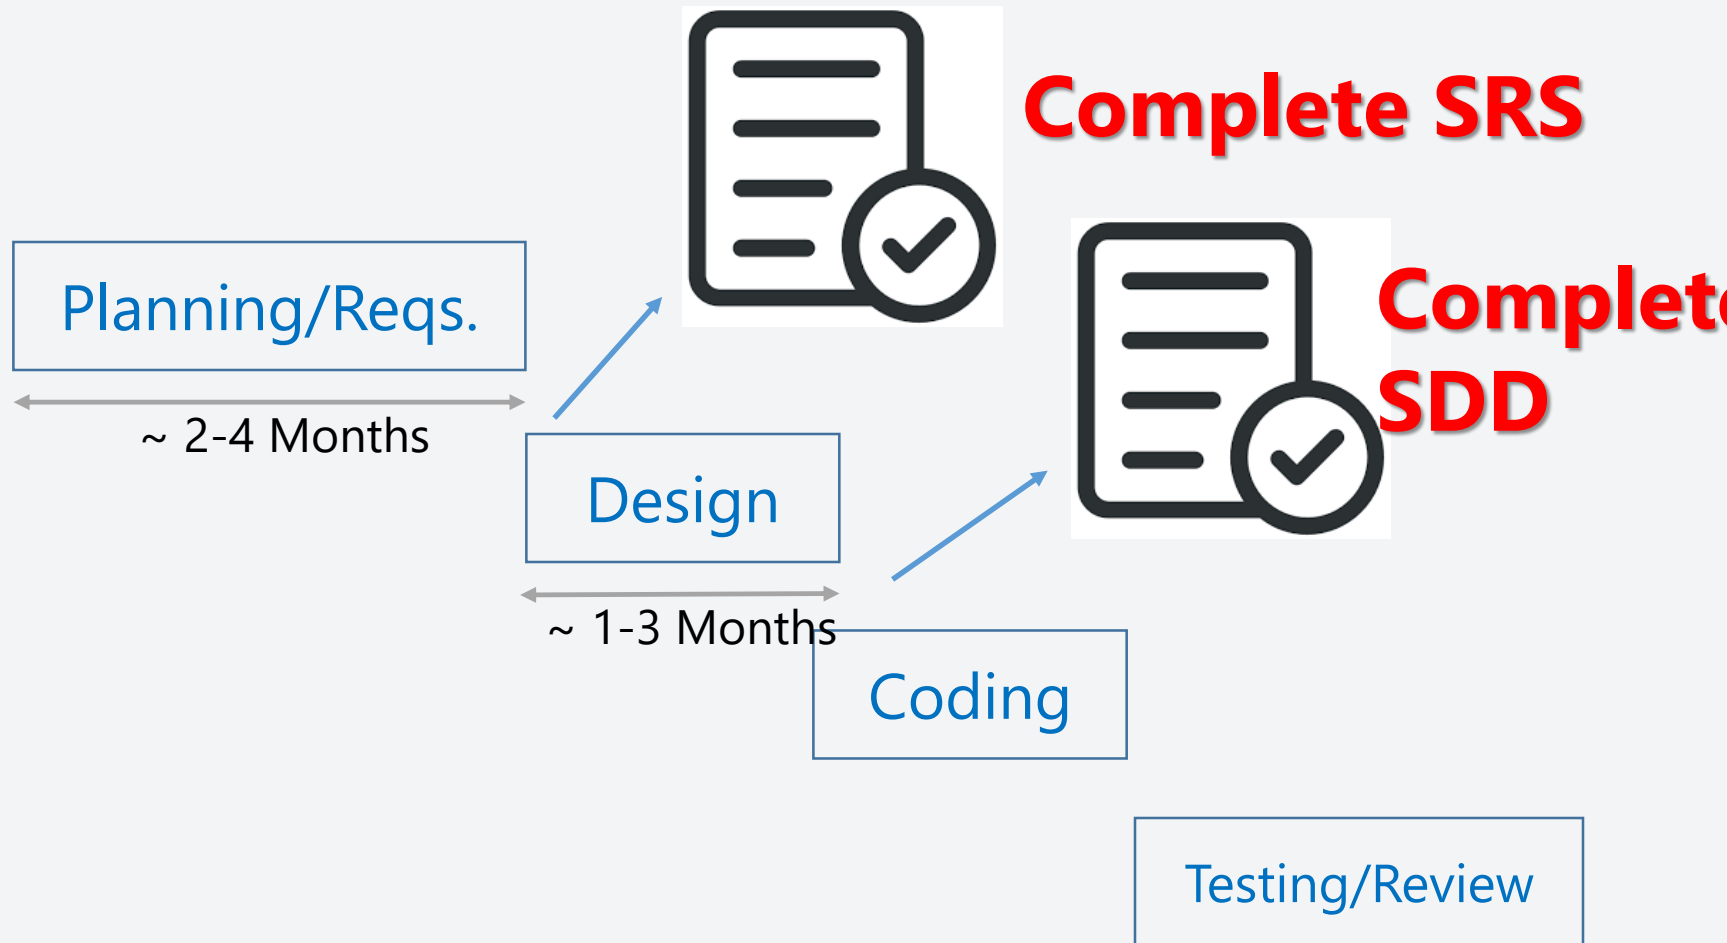 Complete SRS
Planning/Reqs.
~ 2-4 Months
Complete
SDD
Design
~ 1-3 Months
Coding
Testing/Review